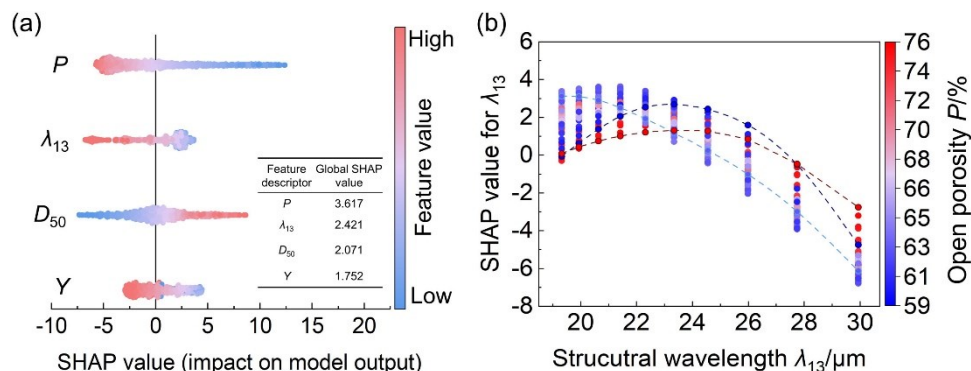 (a)
High
P
λ13
D50
Y
Feature descriptor Global SHAP value
P 3.617
λ13 2.421
D50 2.071
Y 1.752
Feature value
Low
-10 -5 0 5 10 15 20 25
SHAP value (impact on model output)
(b)
SHAP value for λ13
8
6
4
2
0
-2
-4
-6
-8
20 22 24 26 28 30
Strucutral wavelength λ13/μm
76
72
70
68
66
65
63
61
59
Open porosity P/%